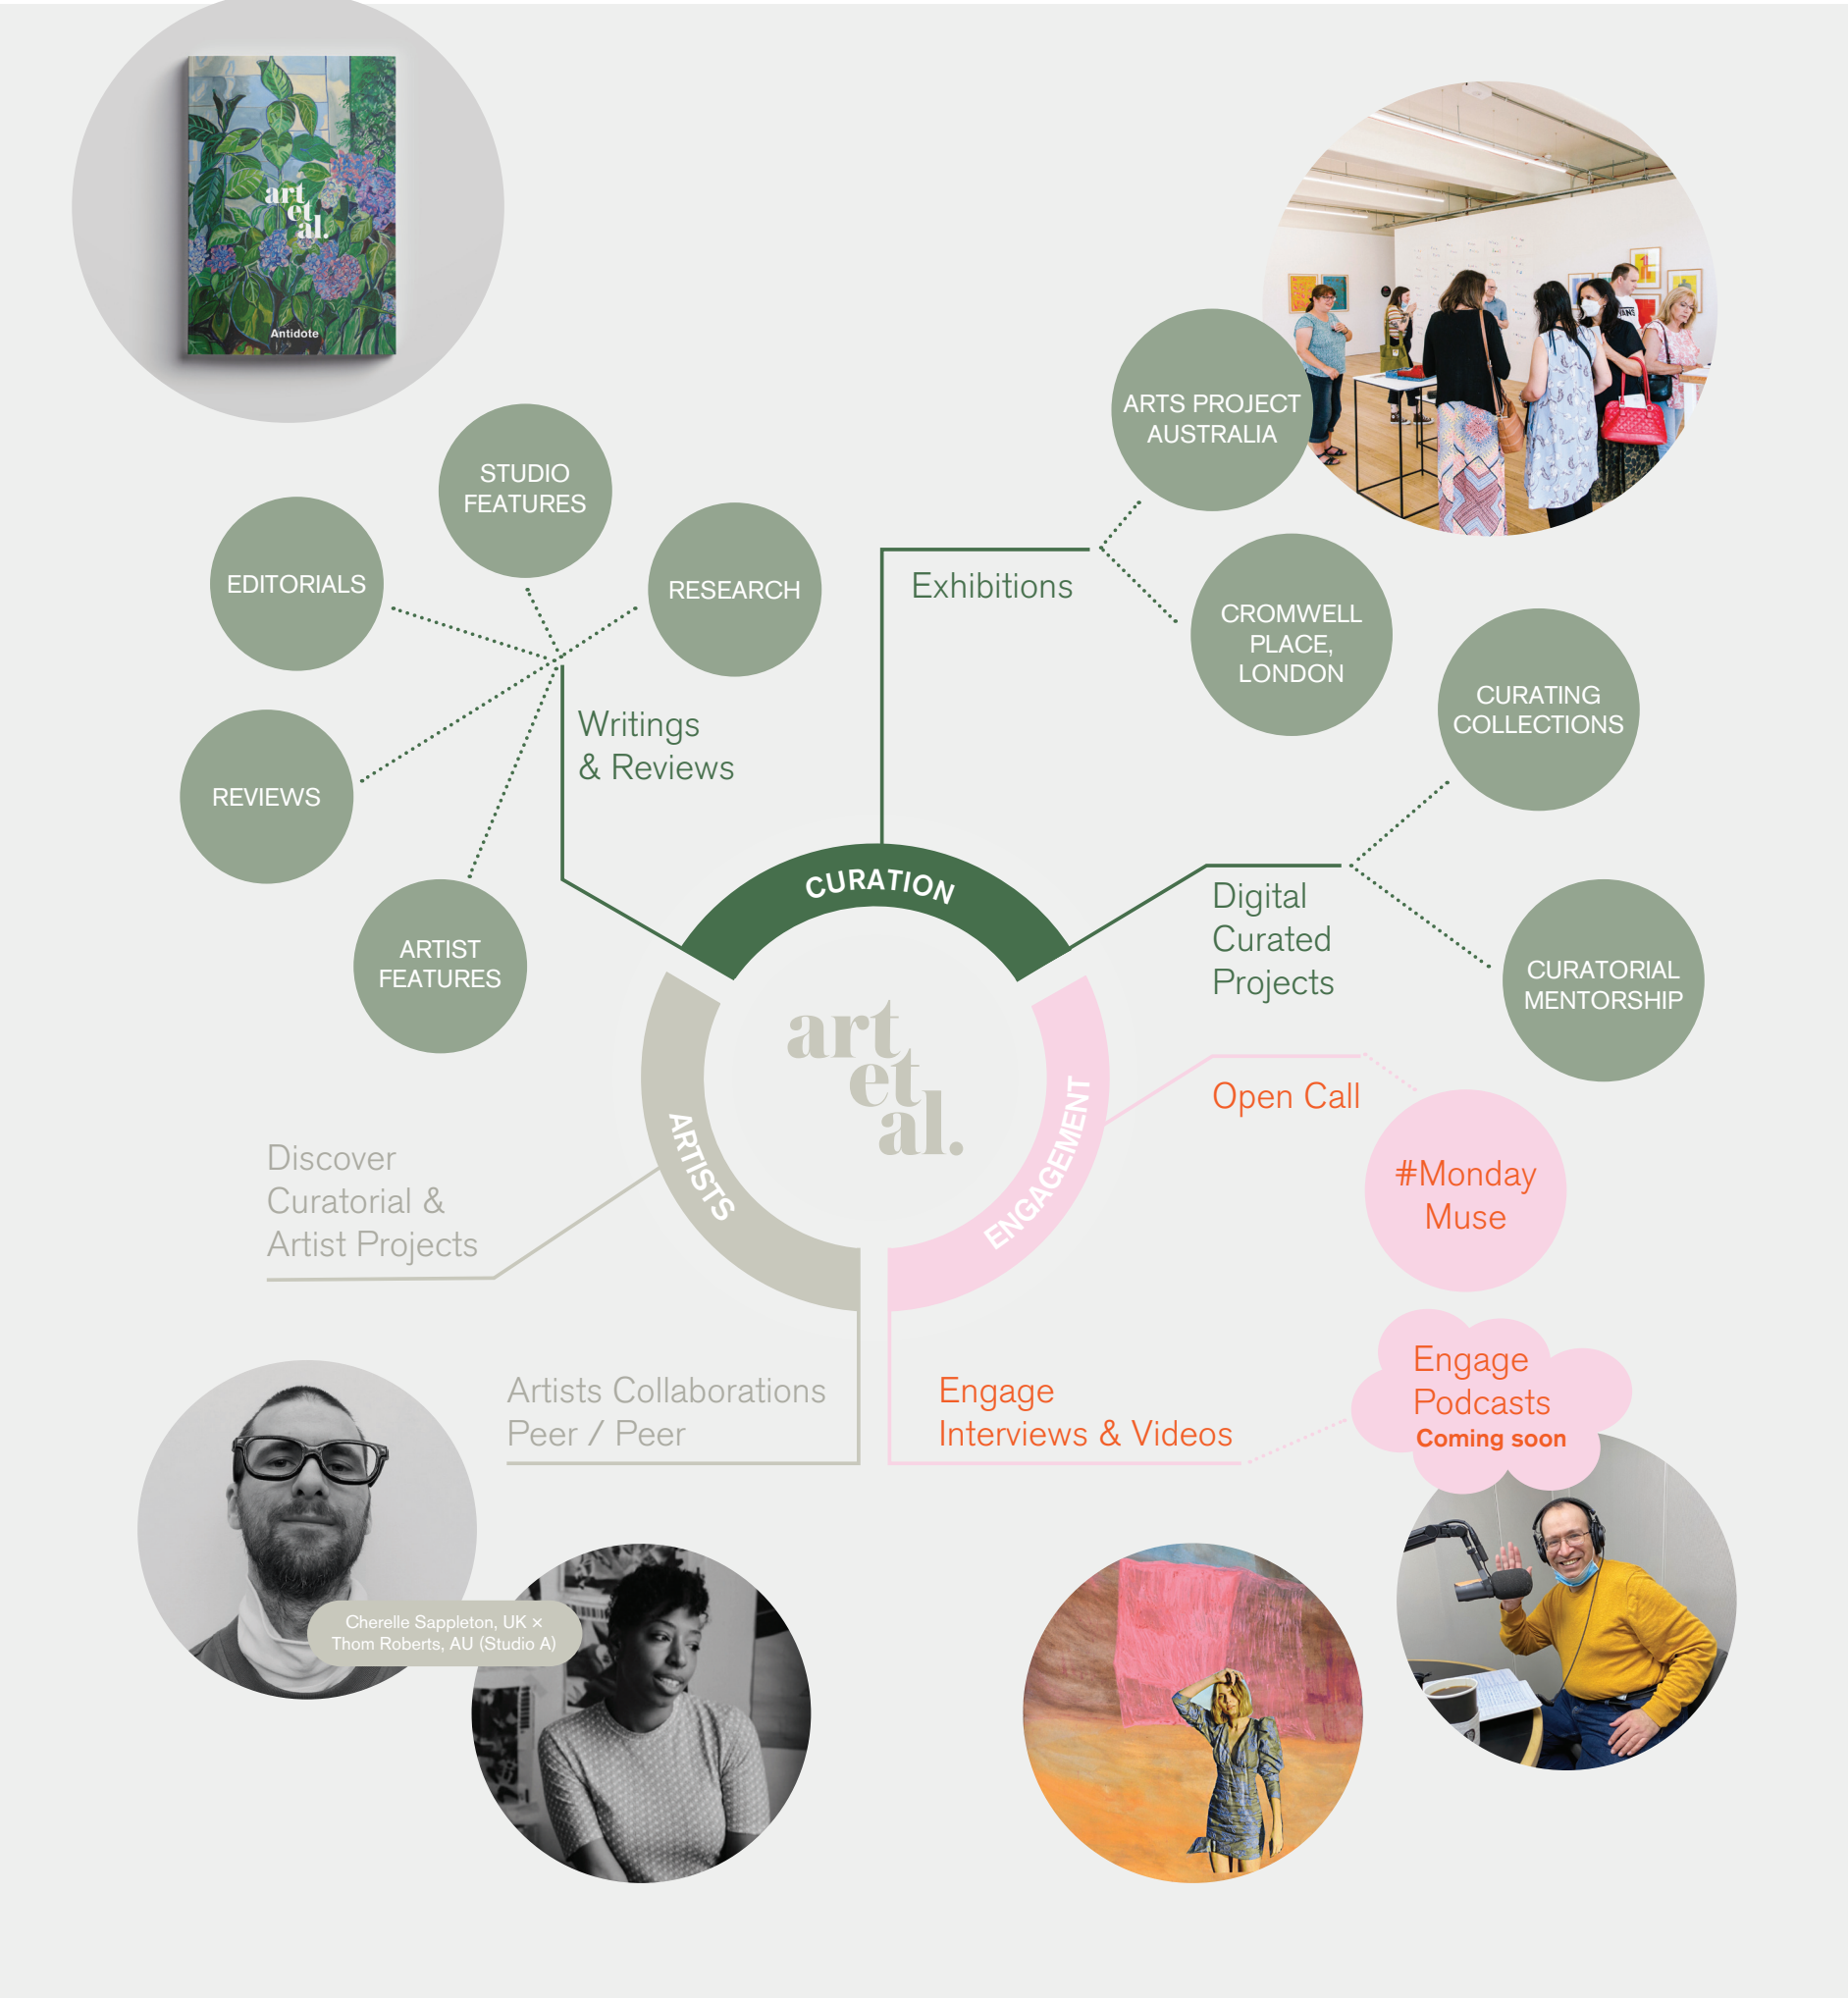 art
et
al.
Antidote
STUDIO
FEATURES
EDITORIALS
RESEARCH
REVIEWS
ARTIST
FEATURES
Writings
& Reviews
ARTS PROJECT
AUSTRALIA
Exhibitions
CROMWELL
PLACE,
LONDON
CURATING
COLLECTIONS
Digital
Curated
Projects
CURATORIAL
MENTORSHIP
CURATION
ARTISTS
ENGAGEMENT
art
et
al.
Open Call
#Monday
Muse
Discover
Curatorial &
Artist Projects
Artists Collaborations
Peer / Peer
Engage
Interviews & Videos
Engage
Podcasts
Coming soon
Cherelle Sappleton, UK ×
Thom Roberts, AU (Studio A)